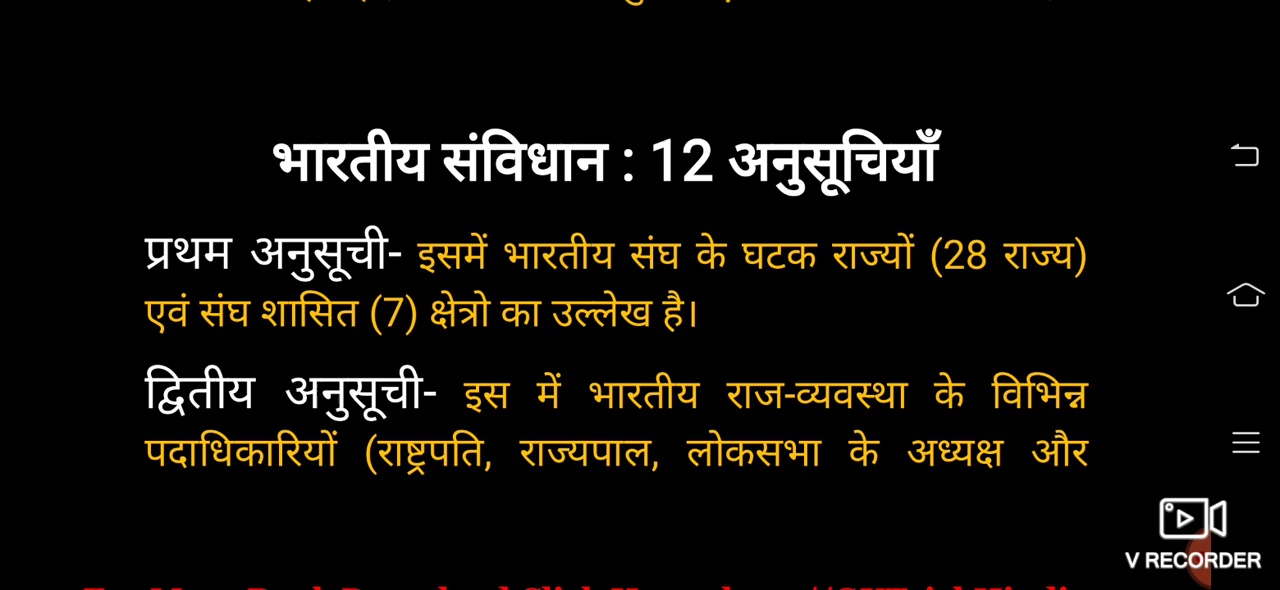 भारतीय संविधान : 12 अनुसूचियाँ
प्रथम अनुसूची- इसमें भारतीय संघ के घटक राज्यों (28 राज्य)
एवं संघ शासित (7) क्षेत्रो का उल्लेख है।
द्वितीय अनुसूची- इस में भारतीय राज-व्यवस्था के विभिन्न
पदाधिकारियों (राष्ट्रपति, राज्यपाल, लोकसभा के अध्यक्ष और
V RECORDER